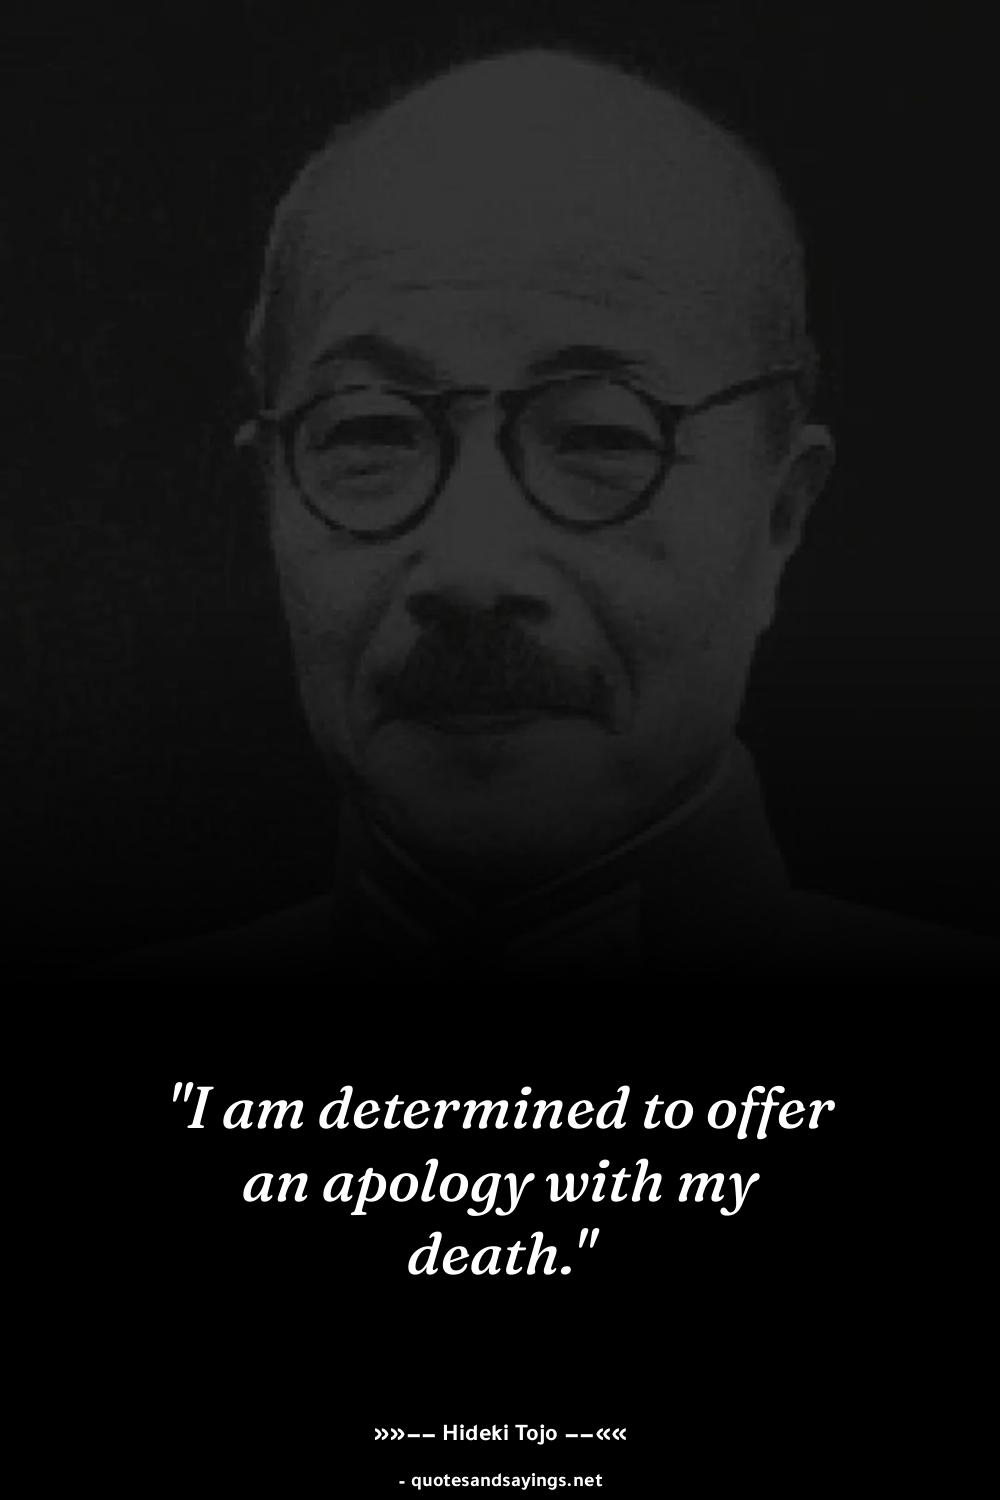 "I am determined to offer
an apology with my
death."
»»–– Hideki Tojo ––««
- quotesandsayings.net